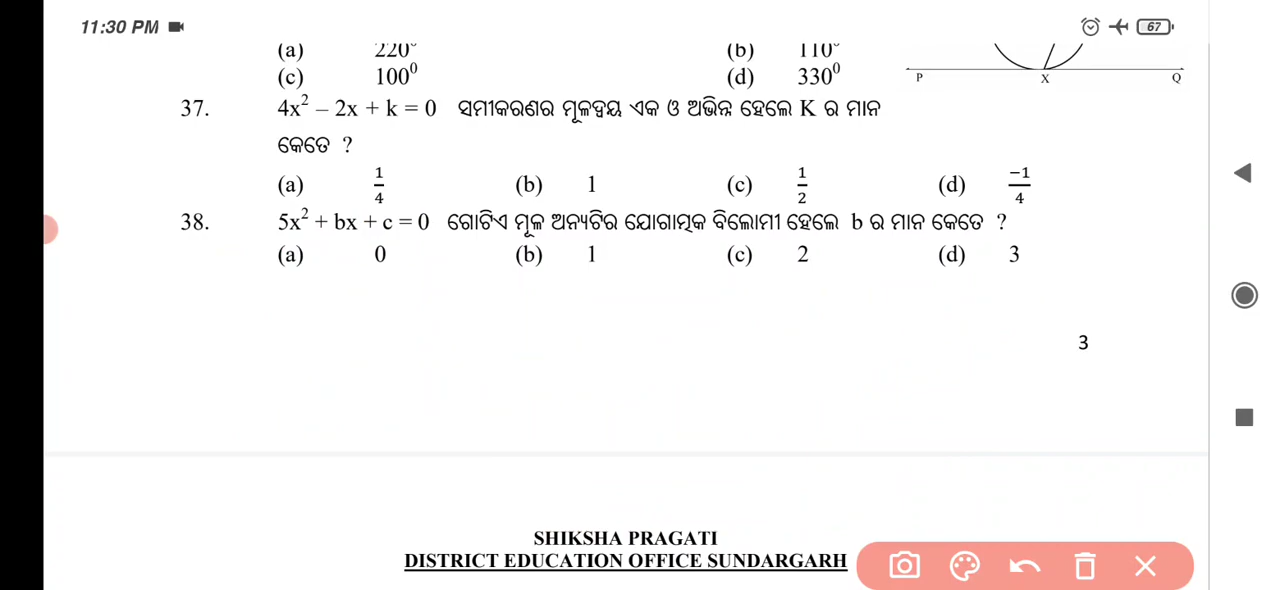 11:30 PM 67
(a) 220° (b) 110°
(c) 100⁰ (d) 330⁰ P X Q
37. 4x² – 2x + k = 0 ସମୀକରଣର ମୂଳଦ୍ୱୟ ଏକ ଓ ଅଭିନ୍ନ ହେଲେ K ର ମାନ
କେତେ ?
(a) 1/4 (b) 1 (c) 1/2 (d) −1/4
38. 5x² + bx + c = 0 ଗୋଟିଏ ମୂଳ ଅନ୍ୟଟିର ଯୋଗାତ୍ମକ ବିଲୋମୀ ହେଲେ b ର ମାନ କେତେ ?
(a) 0 (b) 1 (c) 2 (d) 3
3
SHIKSHA PRAGATI
DISTRICT EDUCATION OFFICE SUNDARGARH